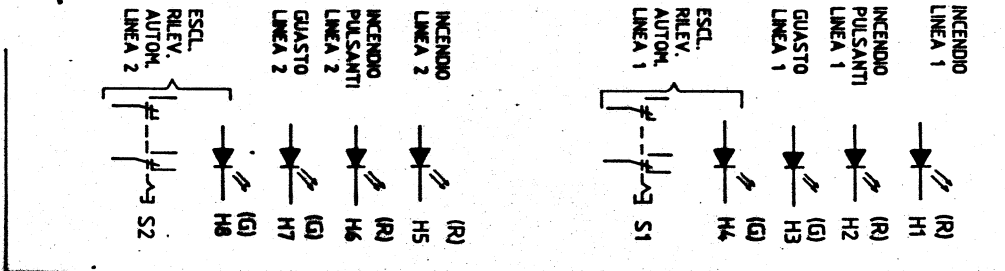 INCENDIO
LINEA 1
INCENDIO
PULSANTI
LINEA 1
GUASTO
LINEA 1
ESCL.
RILEV.
AUTOM.
LINEA 1
INCENDIO
LINEA 2
INCENDIO
PULSANTI
LINEA 2
GUASTO
LINEA 2
ESCL.
RILEV.
AUTOM.
LINEA 2
(R)
H1
(R)
H2
(G)
H3
(G)
H4
S1
(R)
H5
(R)
H6
(G)
H7
(G)
H8
S2